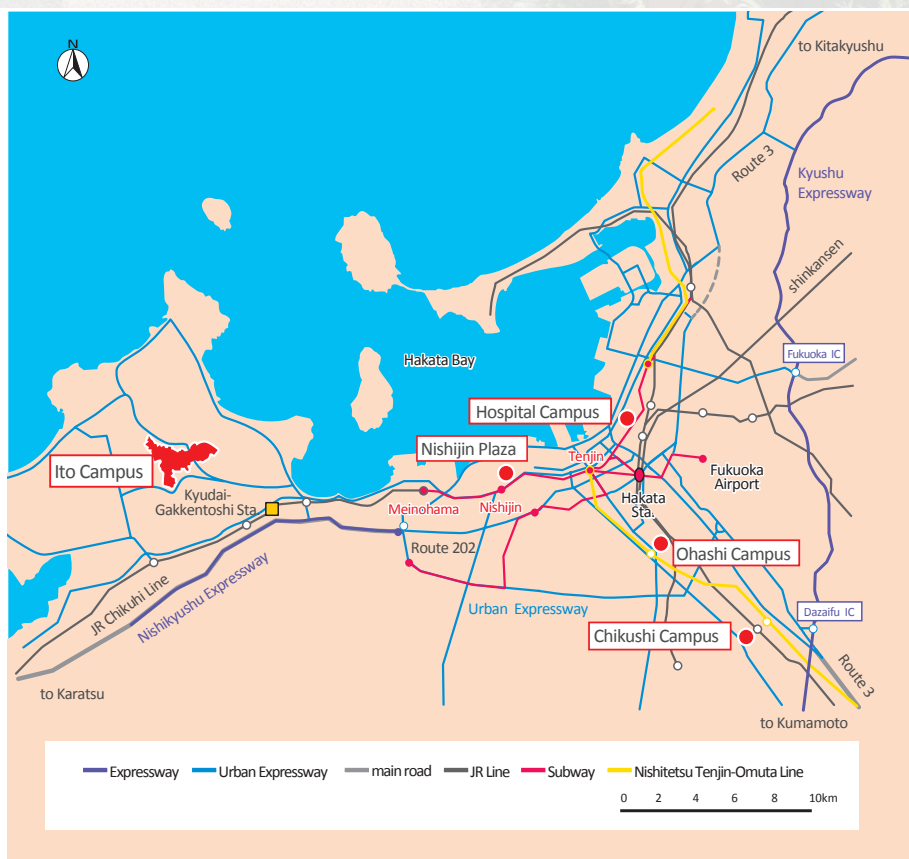 N
to Kitakyushu
Route 3
Kyushu
Expressway
shinkansen
Hakata Bay
Fukuoka IC
Hospital Campus
Nishijin Plaza
Tenjin
Ito Campus
Fukuoka
Airport
Kyudai-
Gakkentoshi Sta.
Meinohama
Nishijin
Hakata
Sta.
Route 202
Ohashi Campus
JR Chikuhi Line
Nishikyushu Expressway
Urban Expressway
Dazaifu IC
Chikushi Campus
Route 3
to Karatsu
to Kumamoto
Expressway Urban Expressway main road JR Line Subway Nishitetsu Tenjin-Omuta Line
0 2 4 6 8 10km